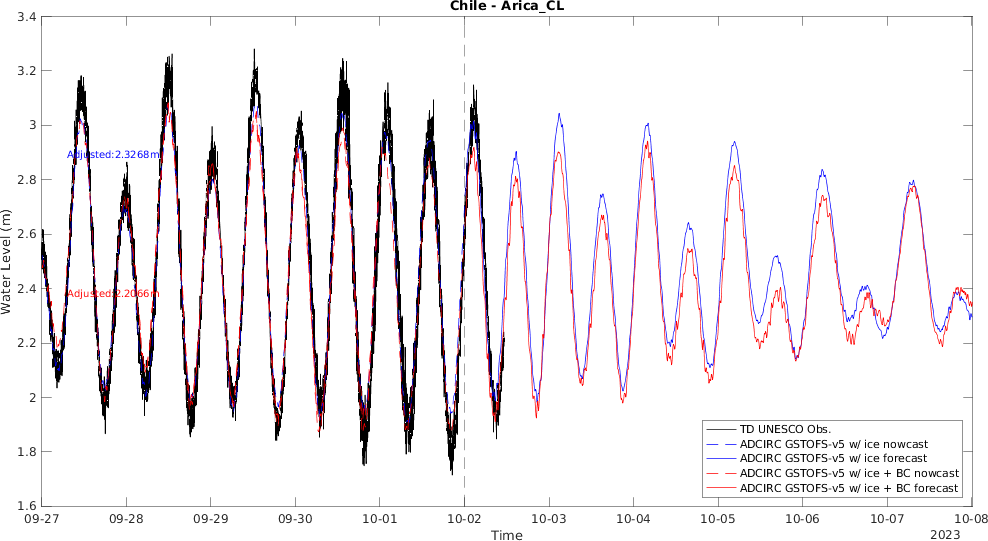 Chile - Arica_CL
3.4
3.2
3
2.8
2.6
2.4
2.2
2
1.8
1.6
Water Level (m)
Adjusted:2.3268m
Adjusted:2.2066m
TD UNESCO Obs.
ADCIRC GSTOFS-v5 w/ ice nowcast
ADCIRC GSTOFS-v5 w/ ice forecast
ADCIRC GSTOFS-v5 w/ ice + BC nowcast
ADCIRC GSTOFS-v5 w/ ice + BC forecast
09-27 09-28 09-29 09-30 10-01 10-02 10-03 10-04 10-05 10-06 10-07 10-08
Time
2023